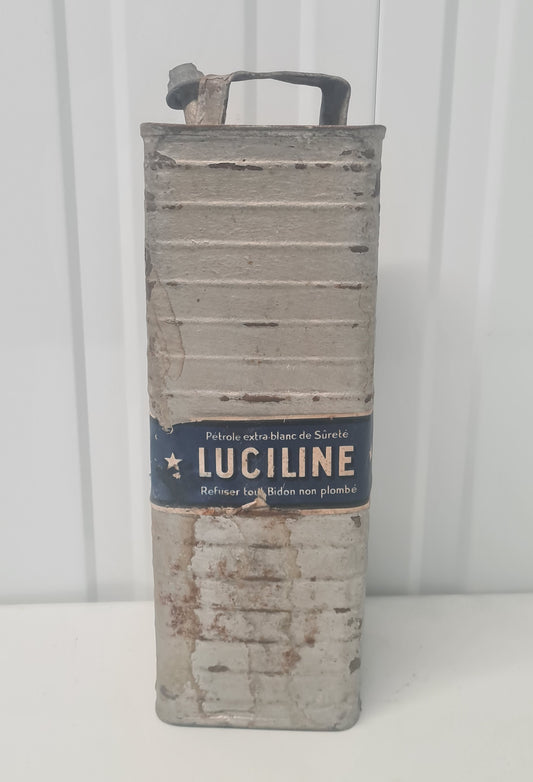 Pétrole extra-blanc de Sûreté
LUCILINE
Refuser tout Bidon non plombé